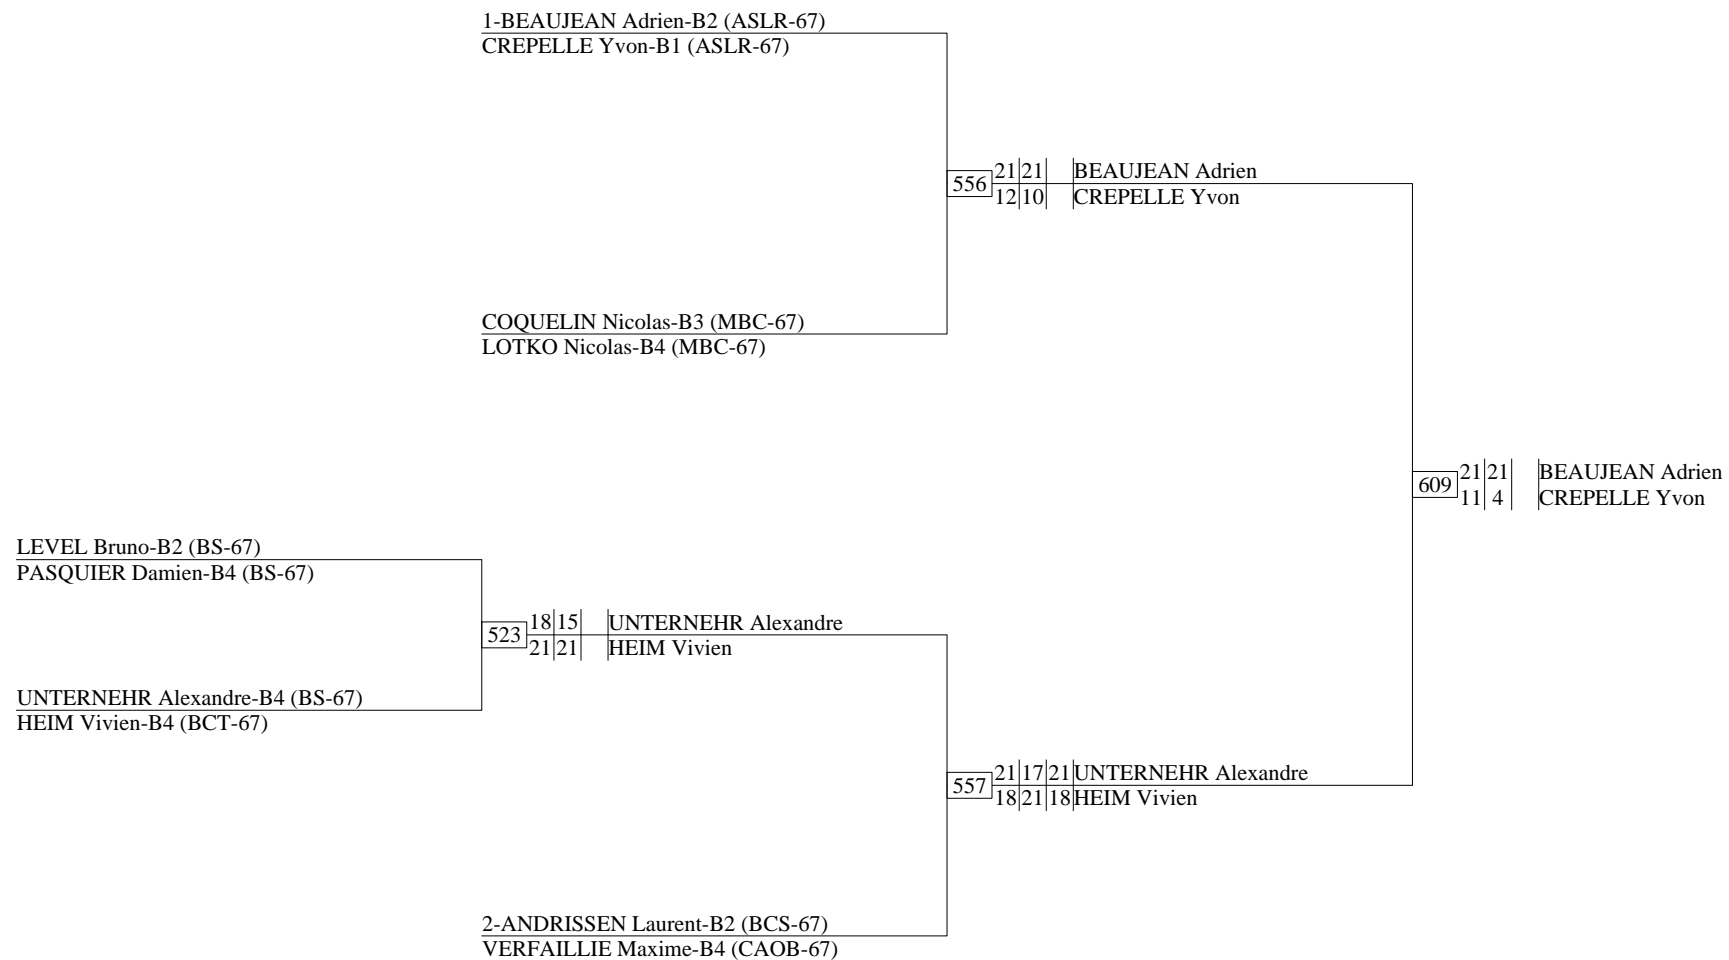 1-BEAUJEAN Adrien-B2 (ASLR-67)
CREPELLE Yvon-B1 (ASLR-67)
556 21 21 BEAUJEAN Adrien
12 10 CREPELLE Yvon
COQUELIN Nicolas-B3 (MBC-67)
LOTKO Nicolas-B4 (MBC-67)
609 21 21 BEAUJEAN Adrien
11 4 CREPELLE Yvon
LEVEL Bruno-B2 (BS-67)
PASQUIER Damien-B4 (BS-67)
523 18 15 UNTERNEHR Alexandre
21 21 HEIM Vivien
UNTERNEHR Alexandre-B4 (BS-67)
HEIM Vivien-B4 (BCT-67)
557 21 17 21 UNTERNEHR Alexandre
18 21 18 HEIM Vivien
2-ANDRISSEN Laurent-B2 (BCS-67)
VERFAILLIE Maxime-B4 (CAOB-67)